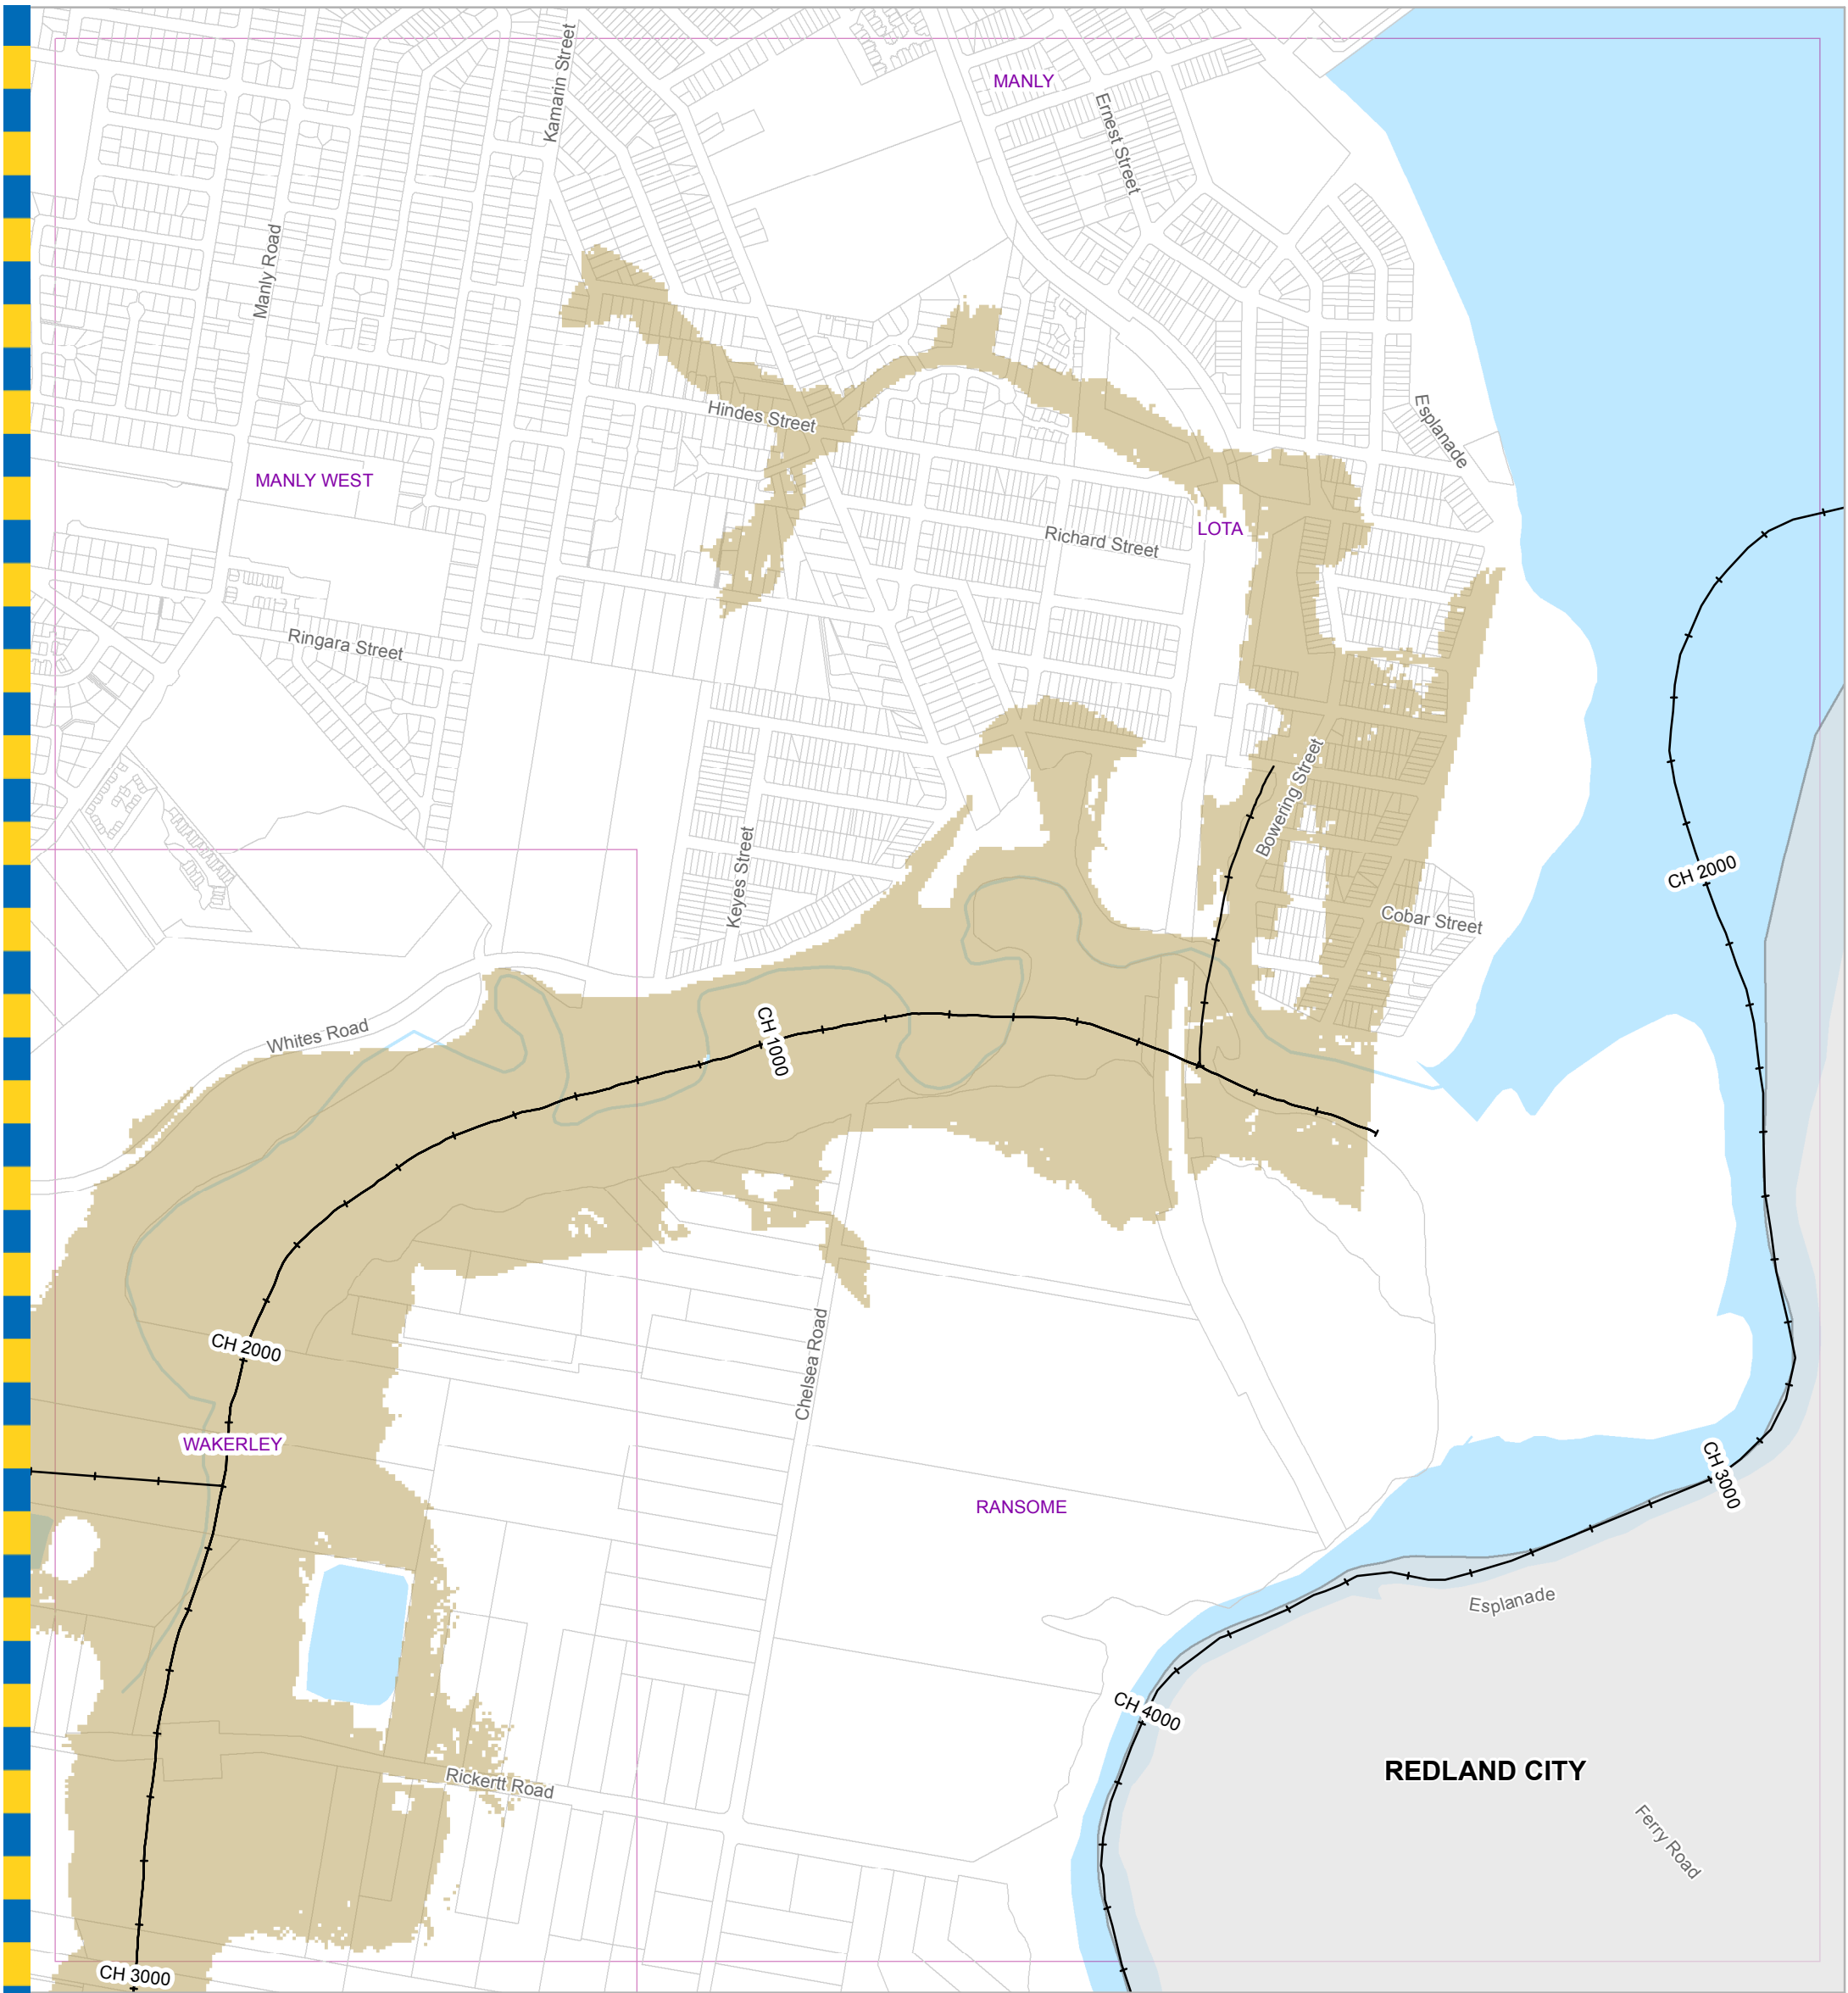 Kamarin Street
MANLY
Ernest Street
Manly Road
Hindes Street
Esplanade
MANLY WEST
LOTA
Richard Street
Ringara Street
Bowering Street
Keyes Street
CH 2000
Cobar Street
Whites Road
CH 1000
CH 2000
Chelsea Road
WAKERLEY
CH 3000
RANSOME
Esplanade
CH 4000
Rickertt Road
REDLAND CITY
Ferry Road
CH 3000